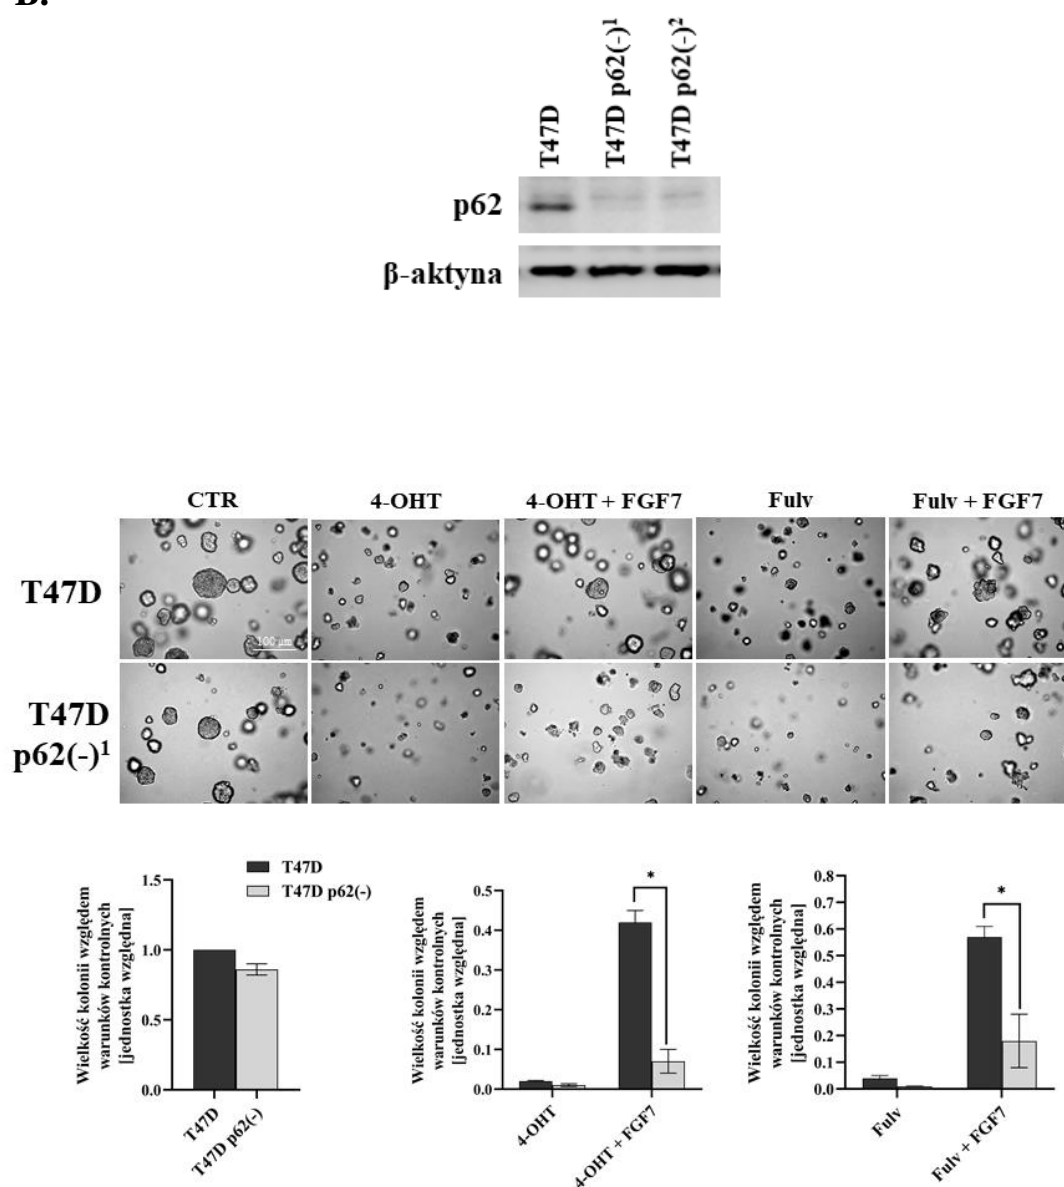 B.
T47D
T47D p62(-)¹
T47D p62(-)²
p62
β-aktyna
CTR
4-OHT
4-OHT + FGF7
Fulv
Fulv + FGF7
T47D
100 µm
T47D
p62(-)¹
T47D
T47D p62(-)
Wielkość kolonii względem
warunków kontrolnych
[jednostka względna]
1.5
1.0
0.5
0.0
T47D
T47D p62(-)
Wielkość kolonii względem
warunków kontrolnych
[jednostka względna]
0.5
0.4
0.3
0.2
0.1
0.0
*
4-OHT
4-OHT + FGF7
Wielkość kolonii względem
warunków kontrolnych
[jednostka względna]
0.8
0.7
0.6
0.5
0.4
0.3
0.2
0.1
0.0
*
Fulv
Fulv + FGF7